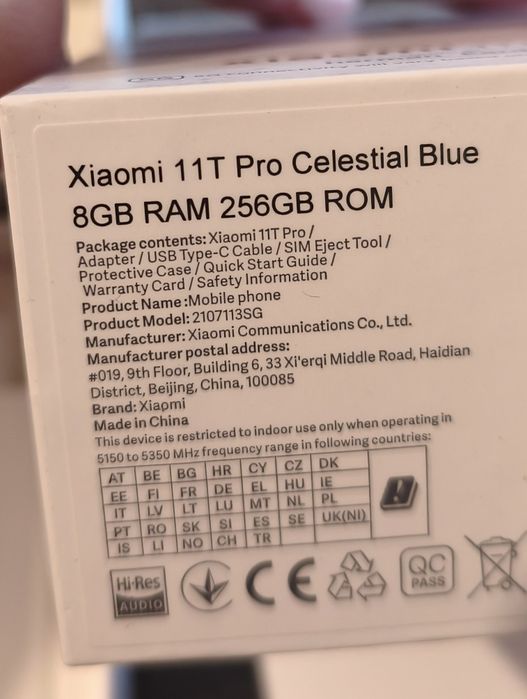 Xiaomi 11T Pro Celestial Blue
8GB RAM 256GB ROM
Package contents: Xiaomi 11T Pro /
Adapter / USB Type-C Cable / SIM Eject Tool /
Protective Case / Quick Start Guide /
Warranty Card / Safety Information
Product Name :Mobile phone
Product Model: 2107113SG
Manufacturer: Xiaomi Communications Co., Ltd.
Manufacturer postal address:
#019, 9th Floor, Building 6, 33 Xi'erqi Middle Road, Haidian
District, Beijing, China, 100085
Brand: Xiaomi
Made in China
This device is restricted to indoor use only when operating in
5150 to 5350 MHz frequency range in following countries:
AT BE BG HR CY CZ DK
EE FI FR DE EL HU IE
IT LV LT LU MT NL PL
PT RO SK SI ES SE UK(NI)
IS LI NO CH TR
Hi-Res
AUDIO
CE
QC
PASS